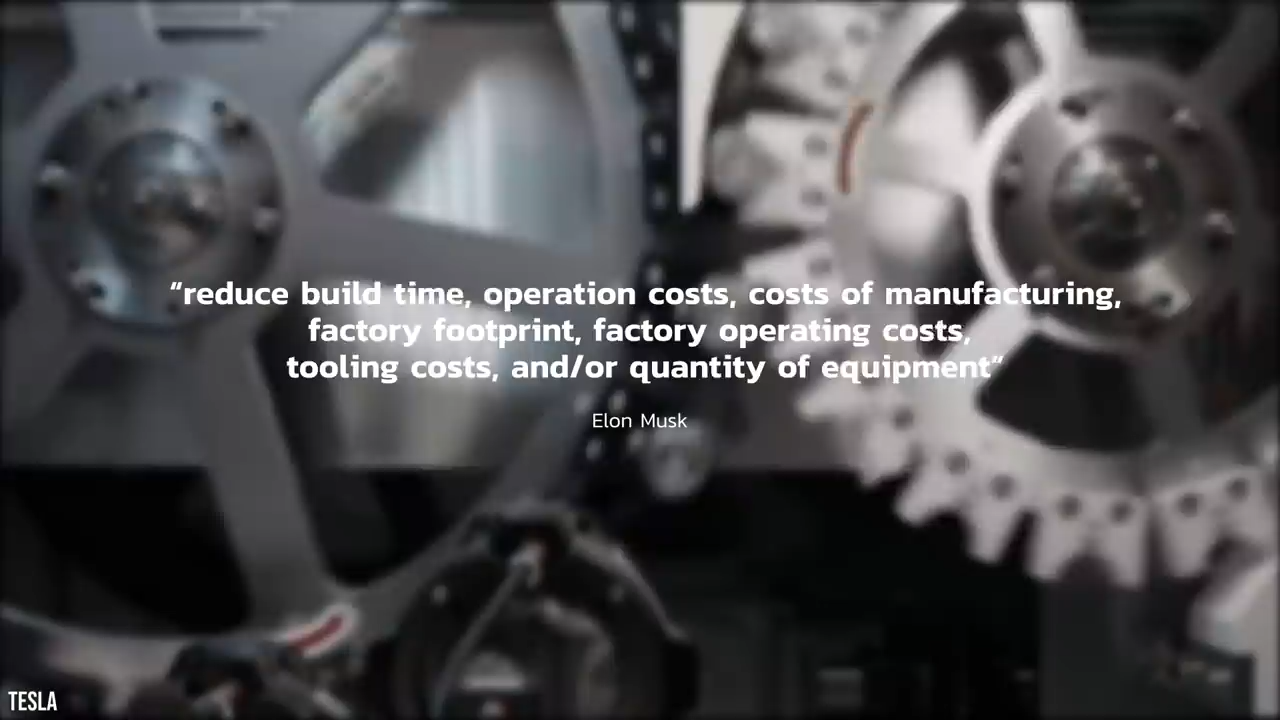 “reduce build time, operation costs, costs of manufacturing,
factory footprint, factory operating costs,
tooling costs, and/or quantity of equipment”
Elon Musk
TESLA